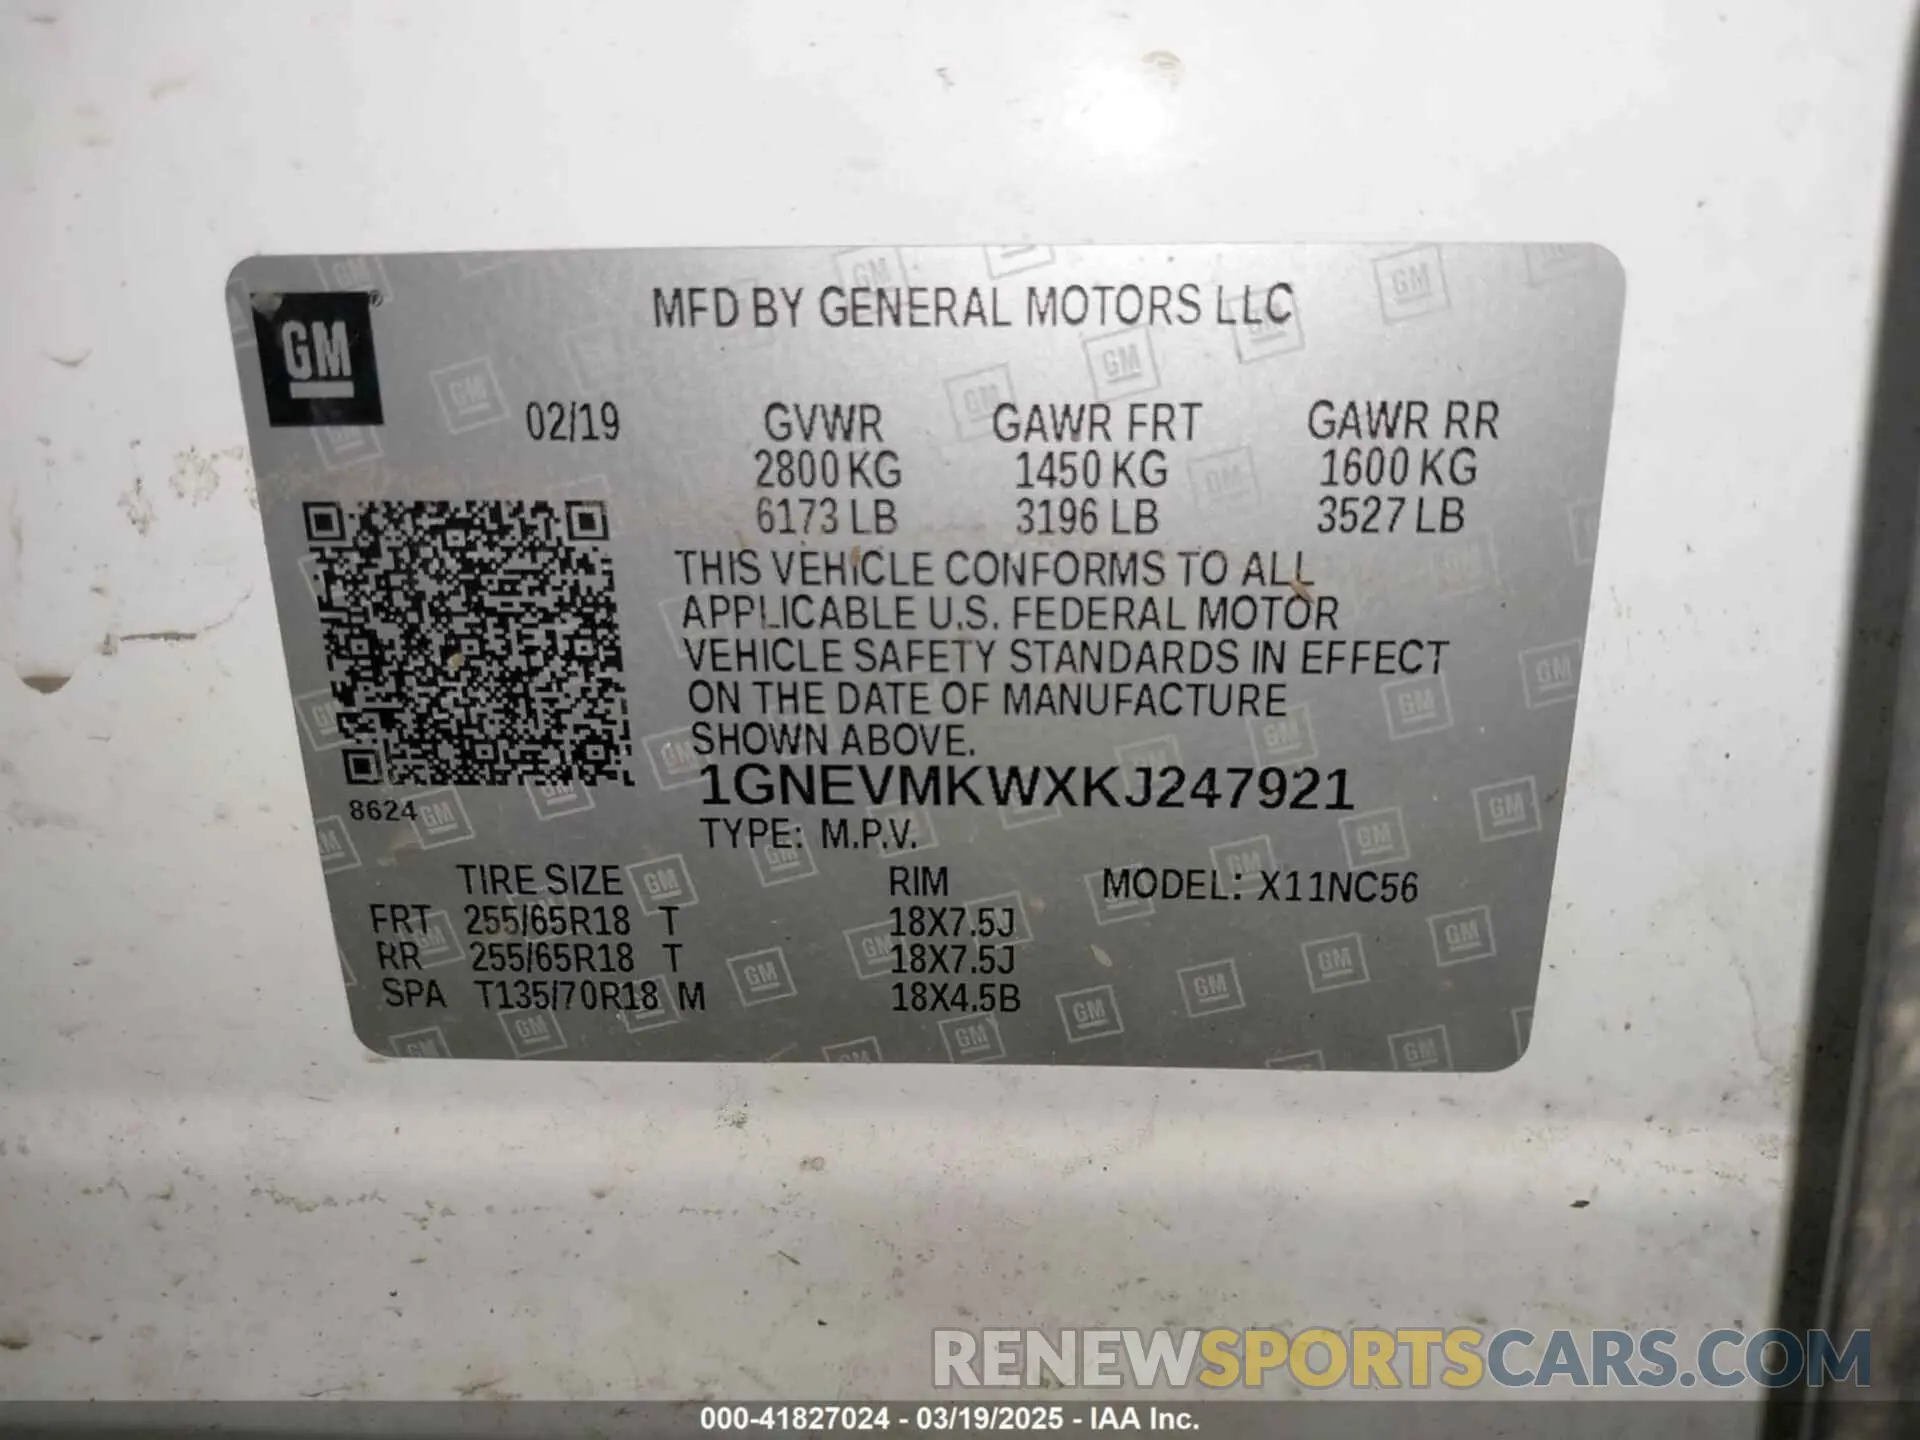 MFD BY GENERAL MOTORS LLC
GM
02/19 GVWR GAWR FRT GAWR RR
2800 KG 1450 KG 1600 KG
6173 LB 3196 LB 3527 LB
THIS VEHICLE CONFORMS TO ALL
APPLICABLE U.S. FEDERAL MOTOR
VEHICLE SAFETY STANDARDS IN EFFECT
ON THE DATE OF MANUFACTURE
SHOWN ABOVE.
1GNEVMKWXKJ247921
8624
TYPE: M.P.V.
TIRE SIZE RIM MODEL: X11NC56
FRT 255/65R18 T 18X7.5J
RR 255/65R18 T 18X7.5J
SPA T135/70R18 M 18X4.5B
RENEWSPORTSCARS.COM
000-41827024 - 03/19/2025 - IAA Inc.